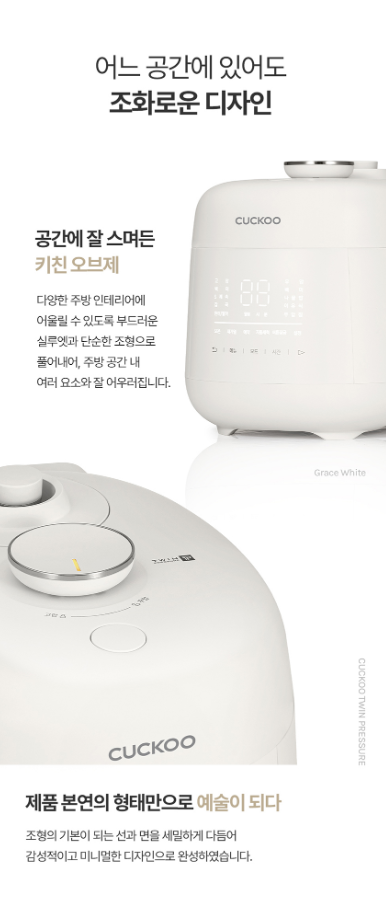 어느 공간에 있어도
조화로운 디자인
CUCKOO
공간에 잘 스며든
키친 오브제
다양한 주방 인테리어에
어울릴 수 있도록 부드러운
실루엣과 단순한 조형으로
풀어내어, 주방 공간 내
여러 요소와 잘 어우러집니다.
88
Grace White
TWIN
CUCKOO TWIN PRESSURE
CUCKOO
제품 본연의 형태만으로 예술이 되다
조형의 기본이 되는 선과 면을 세밀하게 다듬어
감성적이고 미니멀한 디자인으로 완성하였습니다.